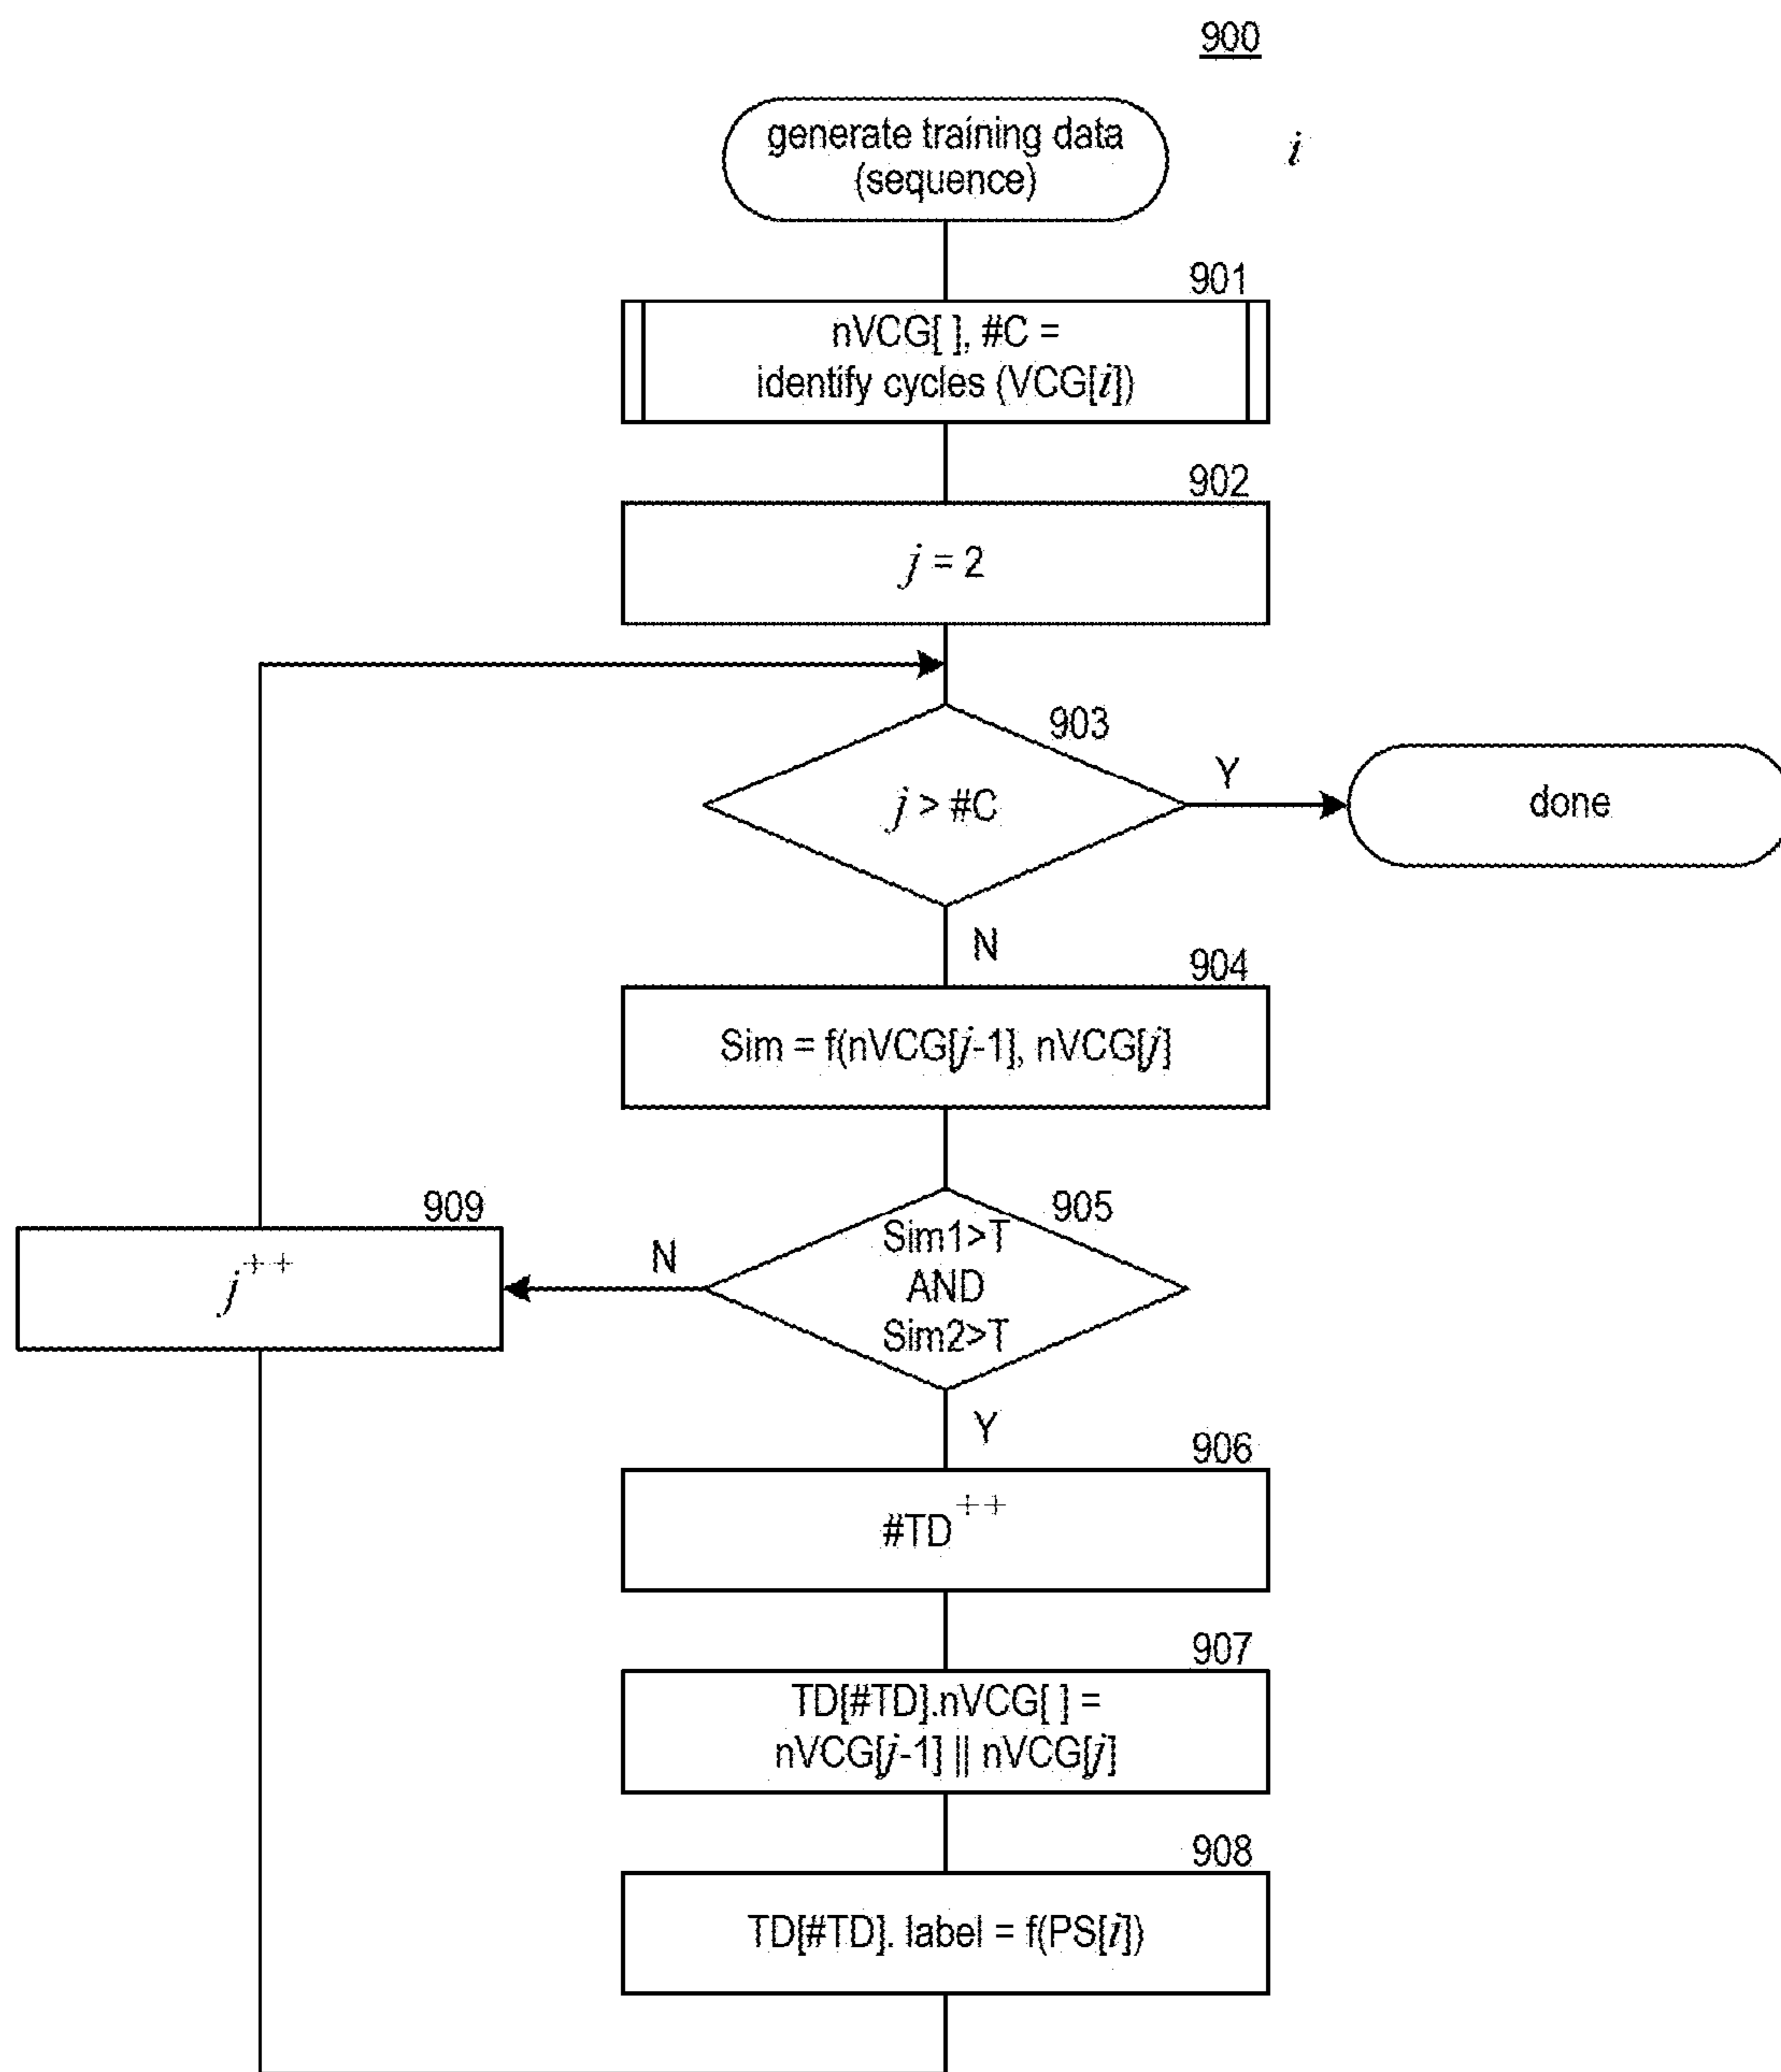 900
generate training data
(sequence)
i
901
nVCG[ ], #C =
identify cycles (VCG[i])
902
j = 2
903
j > #C
Y
done
N
904
Sim = f(nVCG[j-1], nVCG[j]
905
Sim1>T
AND
Sim2>T
N
909
j++
Y
906
#TD++
907
TD[#TD].nVCG[ ] =
nVCG[j-1] || nVCG[j]
908
TD[#TD]. label = f(PS[i])